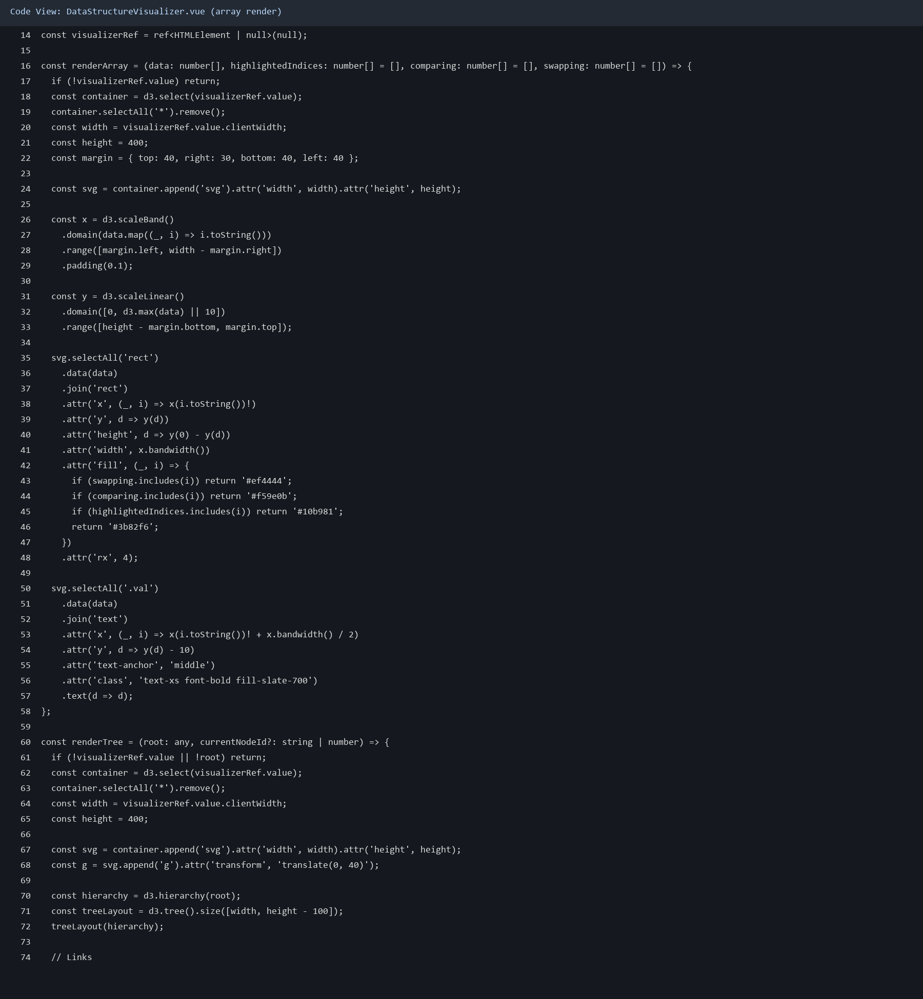 Code View: DataStructureVisualizer.vue (array render)
14 const visualizerRef = ref<HTMLElement | null>(null);
15
16 const renderArray = (data: number[], highlightedIndices: number[] = [], comparing: number[] = [], swapping: number[] = []) => {
17   if (!visualizerRef.value) return;
18   const container = d3.select(visualizerRef.value);
19   container.selectAll('*').remove();
20   const width = visualizerRef.value.clientWidth;
21   const height = 400;
22   const margin = { top: 40, right: 30, bottom: 40, left: 40 };
23
24   const svg = container.append('svg').attr('width', width).attr('height', height);
25
26   const x = d3.scaleBand()
27     .domain(data.map((_, i) => i.toString()))
28     .range([margin.left, width - margin.right])
29     .padding(0.1);
30
31   const y = d3.scaleLinear()
32     .domain([0, d3.max(data) || 10])
33     .range([height - margin.bottom, margin.top]);
34
35   svg.selectAll('rect')
36     .data(data)
37     .join('rect')
38     .attr('x', (_, i) => x(i.toString())!)
39     .attr('y', d => y(d))
40     .attr('height', d => y(0) - y(d))
41     .attr('width', x.bandwidth())
42     .attr('fill', (_, i) => {
43       if (swapping.includes(i)) return '#ef4444';
44       if (comparing.includes(i)) return '#f59e0b';
45       if (highlightedIndices.includes(i)) return '#10b981';
46       return '#3b82f6';
47     })
48     .attr('rx', 4);
49
50   svg.selectAll('.val')
51     .data(data)
52     .join('text')
53     .attr('x', (_, i) => x(i.toString())! + x.bandwidth() / 2)
54     .attr('y', d => y(d) - 10)
55     .attr('text-anchor', 'middle')
56     .attr('class', 'text-xs font-bold fill-slate-700')
57     .text(d => d);
58 };
59
60 const renderTree = (root: any, currentNodeId?: string | number) => {
61   if (!visualizerRef.value || !root) return;
62   const container = d3.select(visualizerRef.value);
63   container.selectAll('*').remove();
64   const width = visualizerRef.value.clientWidth;
65   const height = 400;
66
67   const svg = container.append('svg').attr('width', width).attr('height', height);
68   const g = svg.append('g').attr('transform', 'translate(0, 40)');
69
70   const hierarchy = d3.hierarchy(root);
71   const treeLayout = d3.tree().size([width, height - 100]);
72   treeLayout(hierarchy);
73
74   // Links